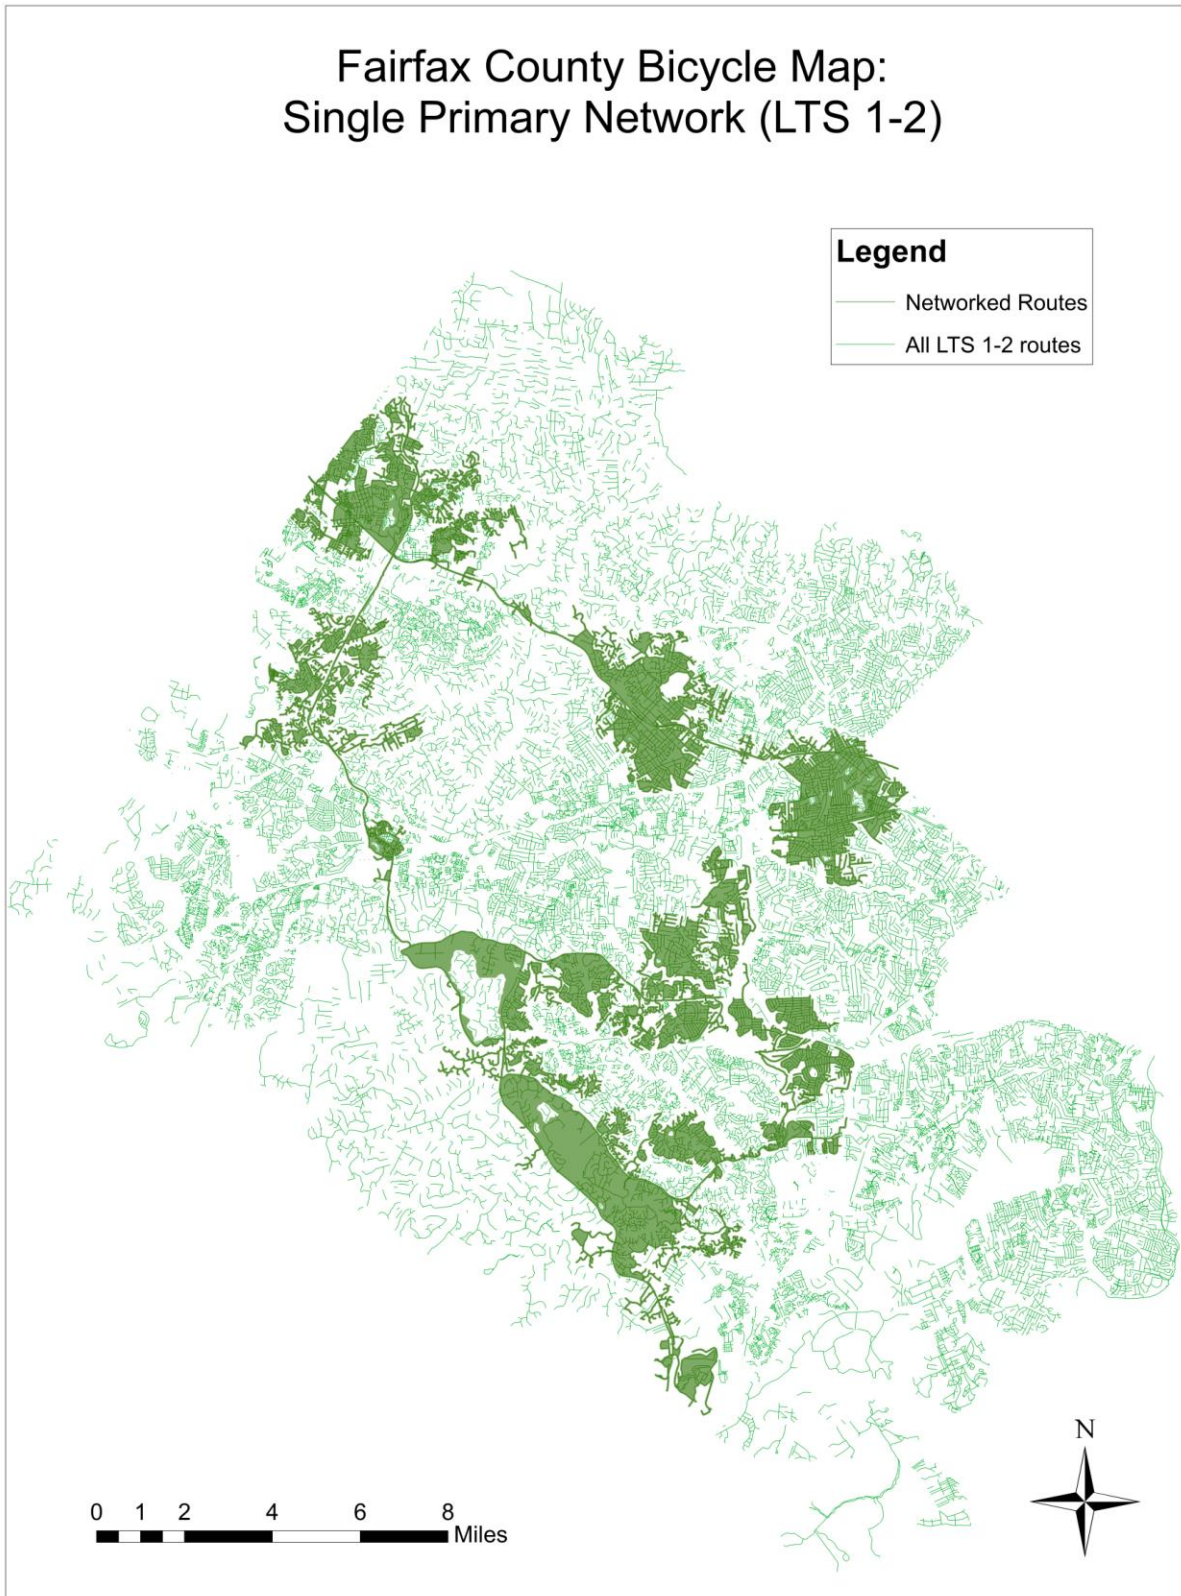 Fairfax County Bicycle Map:
Single Primary Network (LTS 1-2)
Legend
Networked Routes
All LTS 1-2 routes
N
0 1 2 4 6 8
Miles